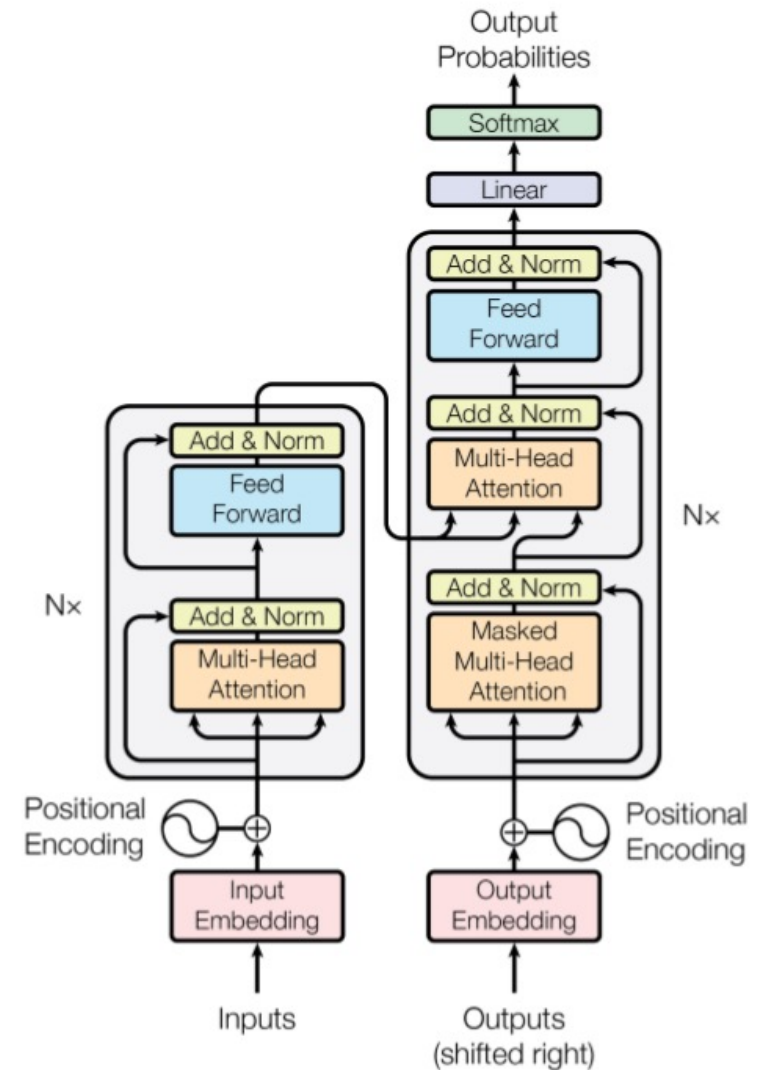 Output
Probabilities
Softmax
Linear
Add & Norm
Feed
Forward
Add & Norm
Multi-Head
Attention
Add & Norm
Masked
Multi-Head
Attention
Nx
Add & Norm
Feed
Forward
Add & Norm
Multi-Head
Attention
Nx
Positional
Encoding
Positional
Encoding
Input
Embedding
Output
Embedding
Inputs
Outputs
(shifted right)